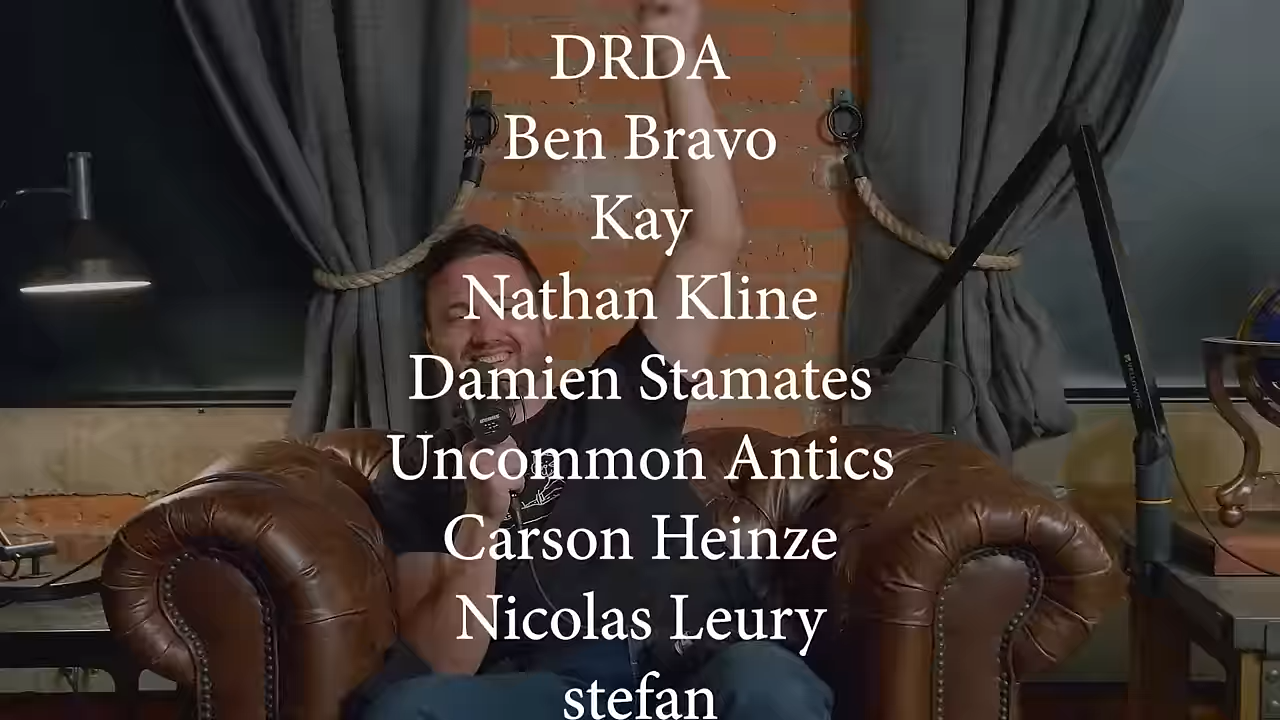 DRDA
Ben Bravo
Kay
Nathan Kline
Damien Stamates
Uncommon Antics
Carson Heinze
Nicolas Leury
stefan